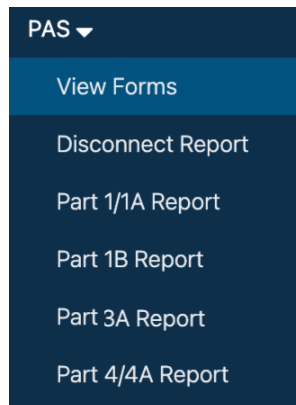 PAS
View Forms
Disconnect Report
Part 1/1A Report
Part 1B Report
Part 3A Report
Part 4/4A Report